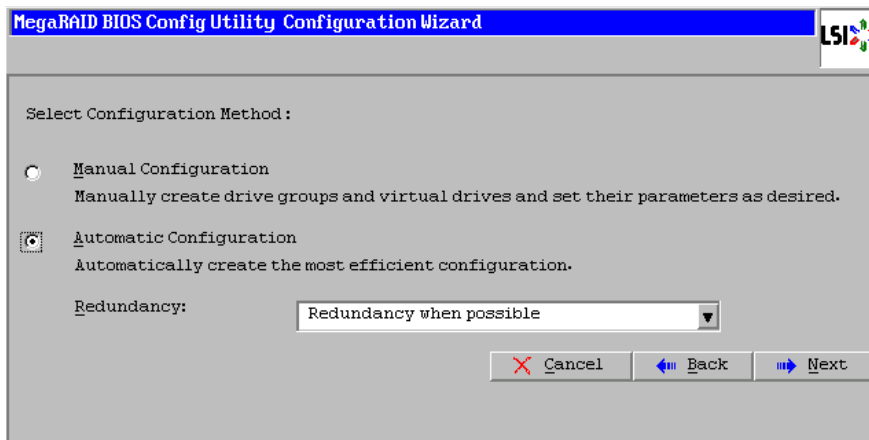 MegaRAID BIOS Config Utility Configuration Wizard
LSI
Select Configuration Method:
Manual Configuration
Manually create drive groups and virtual drives and set their parameters as desired.
Automatic Configuration
Automatically create the most efficient configuration.
Redundancy:
Redundancy when possible
Cancel
Back
Next